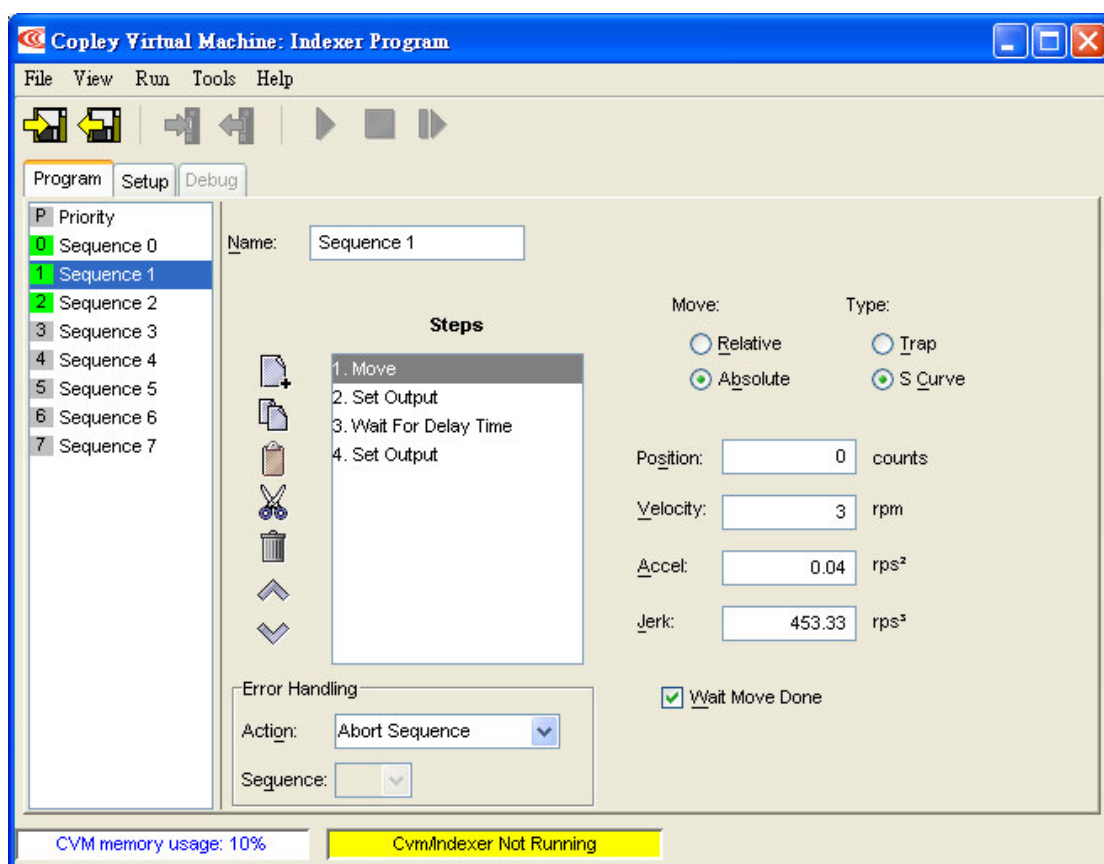 Copley Virtual Machine: Indexer Program
File View Run Tools Help
Program Setup Debug
P Priority
0 Sequence 0
1 Sequence 1
2 Sequence 2
3 Sequence 3
4 Sequence 4
5 Sequence 5
6 Sequence 6
7 Sequence 7
Name: Sequence 1
Steps
1. Move
2. Set Output
3. Wait For Delay Time
4. Set Output
Error Handling
Action: Abort Sequence
Sequence:
Move: Type:
Relative Trap
Absolute S Curve
Position: 0 counts
Velocity: 3 rpm
Accel: 0.04 rps²
Jerk: 453.33 rps³
Wait Move Done
CVM memory usage: 10% Cvm/Indexer Not Running